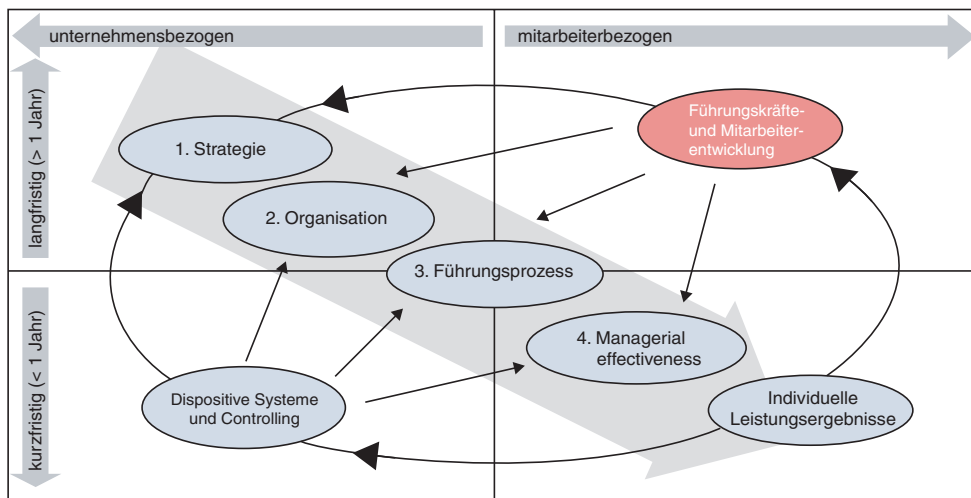 unternehmensbezogen
mitarbeiterbezogen
langfristig (> 1 Jahr)
Führungskräfte-
und Mitarbeiter-
entwicklung
1. Strategie
2. Organisation
3. Führungsprozess
4. Managerial
effectiveness
kurzfristig (< 1 Jahr)
Dispositive Systeme
und Controlling
Individuelle
Leistungsergebnisse